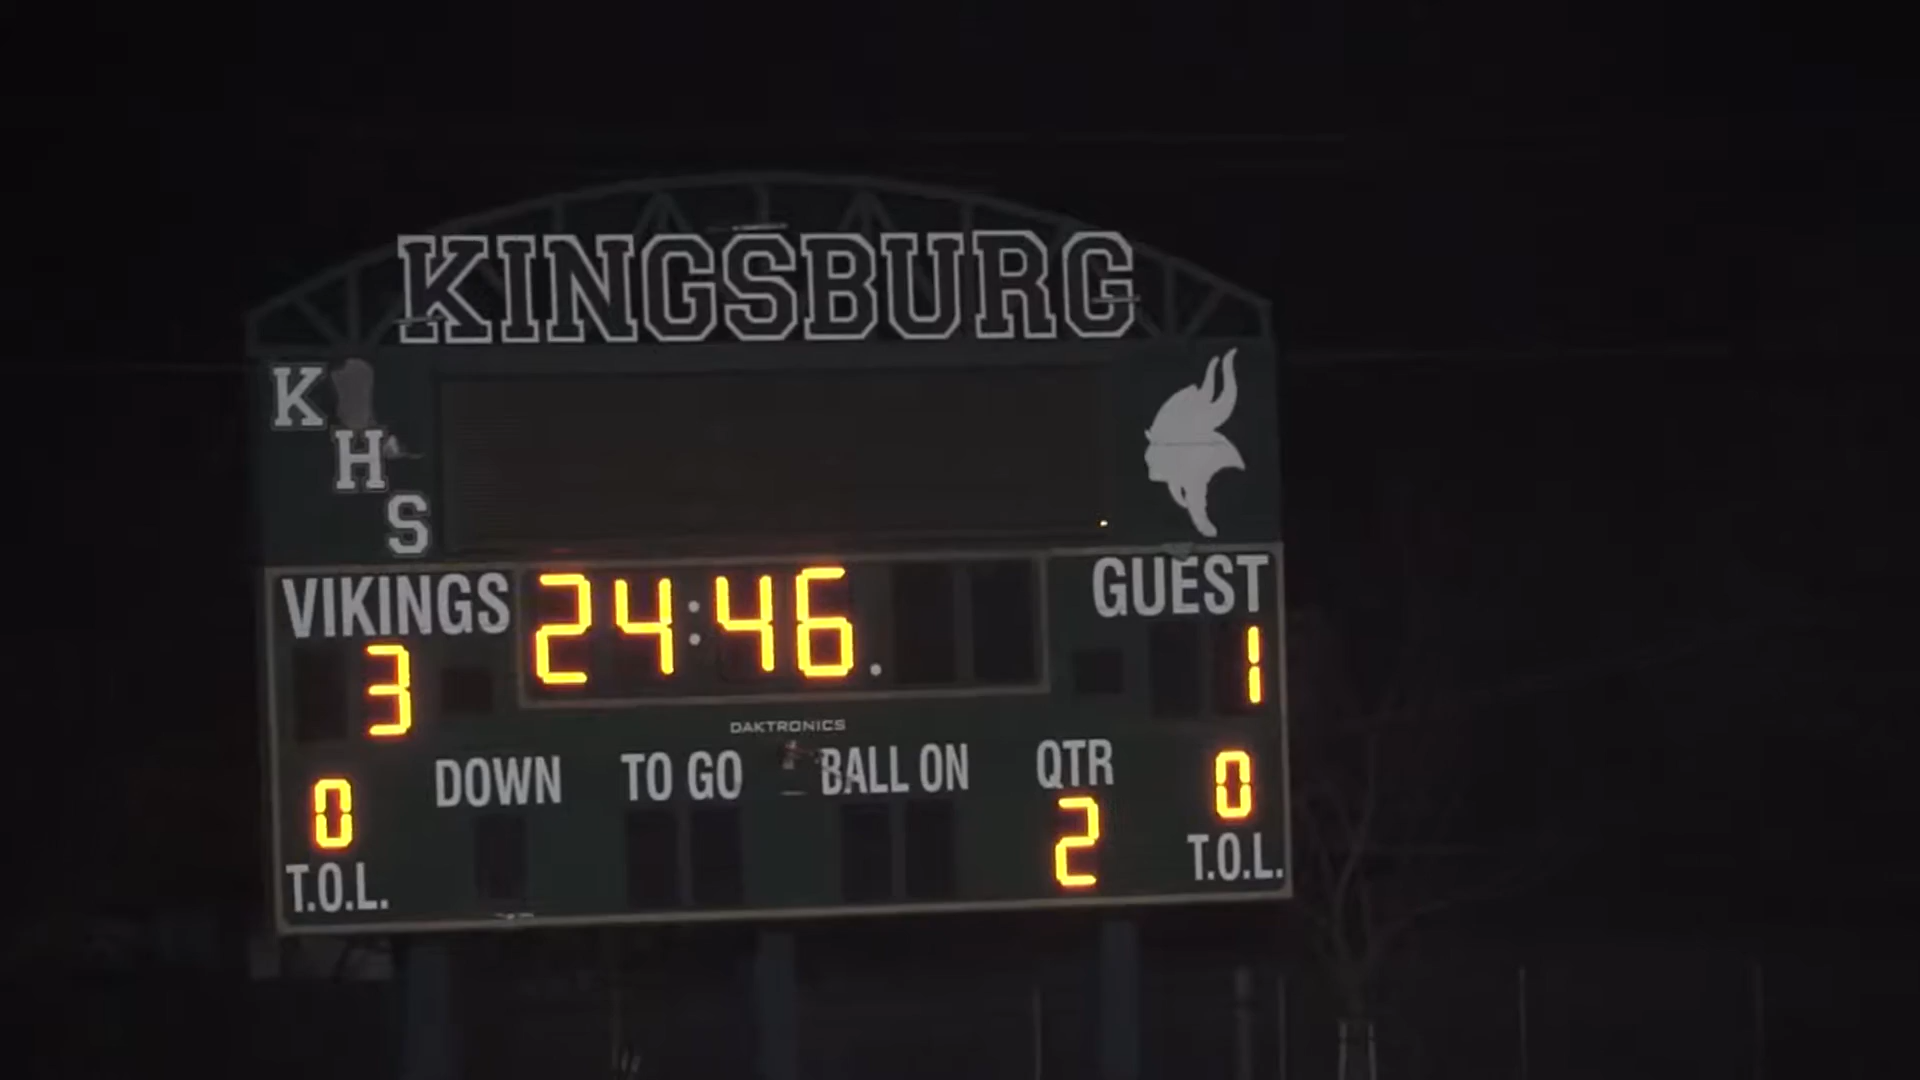 KINGSBURG
K
H
S
VIKINGS 24:46. GUEST
3 1
DAKTRONICS
DOWN TO GO BALL ON QTR
0 2 0
T.O.L. T.O.L.